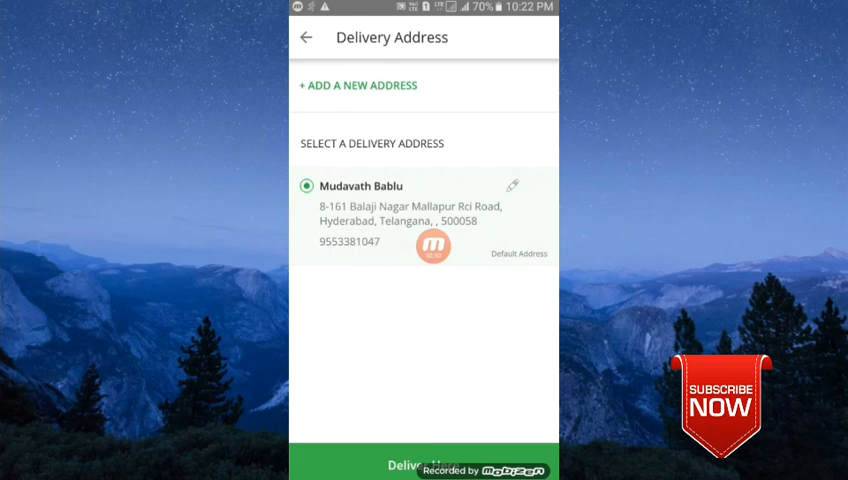 70% 10:22 PM
Delivery Address
+ ADD A NEW ADDRESS
SELECT A DELIVERY ADDRESS
Mudavath Bablu
8-161 Balaji Nagar Mallapur Rci Road,
Hyderabad, Telangana, , 500058
9553381047
Default Address
SUBSCRIBE
NOW
Recorded by mobizen